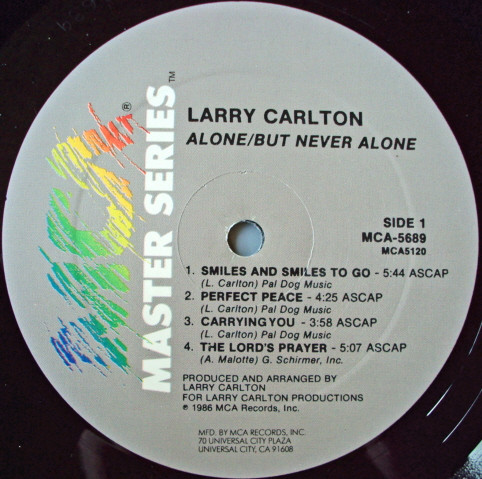 MASTER SERIES™
®
LARRY CARLTON
ALONE/BUT NEVER ALONE
SIDE 1
MCA-5689
MCA5120
1. SMILES AND SMILES TO GO - 5:44 ASCAP
(L. Carlton) Pal Dog Music
2. PERFECT PEACE - 4:25 ASCAP
(L. Carlton) Pal Dog Music
3. CARRYING YOU - 3:58 ASCAP
(L. Carlton) Pal Dog Music
4. THE LORD'S PRAYER - 5:07 ASCAP
(A. Malotte) G. Schirmer, Inc.
PRODUCED AND ARRANGED BY
LARRY CARLTON
FOR LARRY CARLTON PRODUCTIONS
℗ 1986 MCA Records, Inc.
MFD. BY MCA RECORDS, INC.
70 UNIVERSAL CITY PLAZA
UNIVERSAL CITY, CA 91608